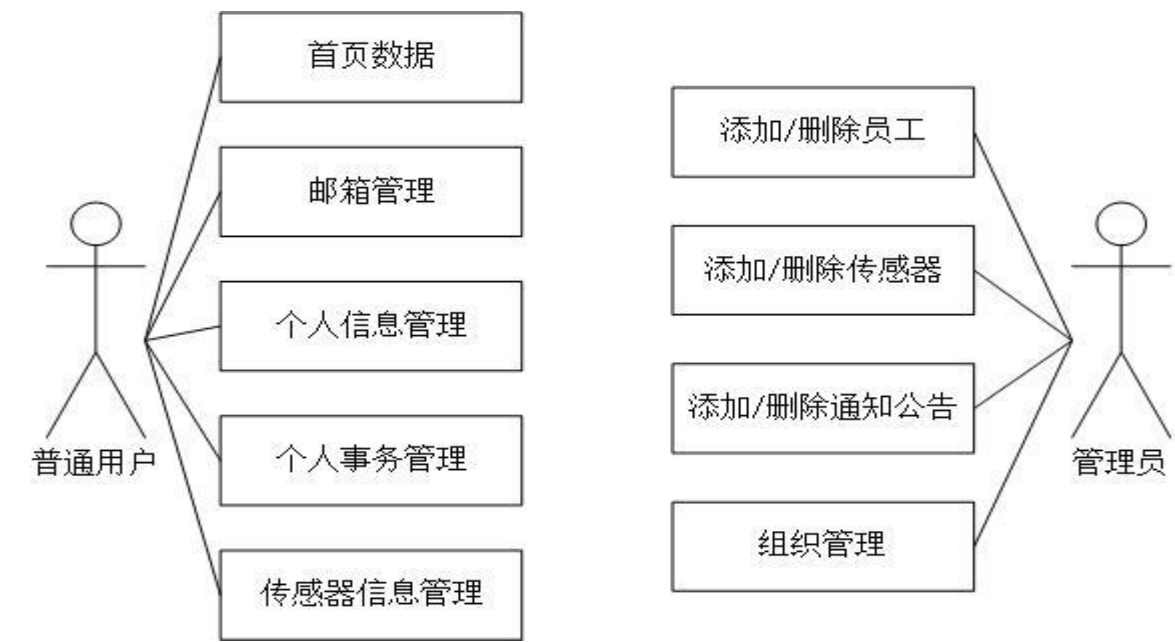 首页数据
邮箱管理
个人信息管理
个人事务管理
传感器信息管理
普通用户
添加/删除员工
添加/删除传感器
添加/删除通知公告
组织管理
管理员